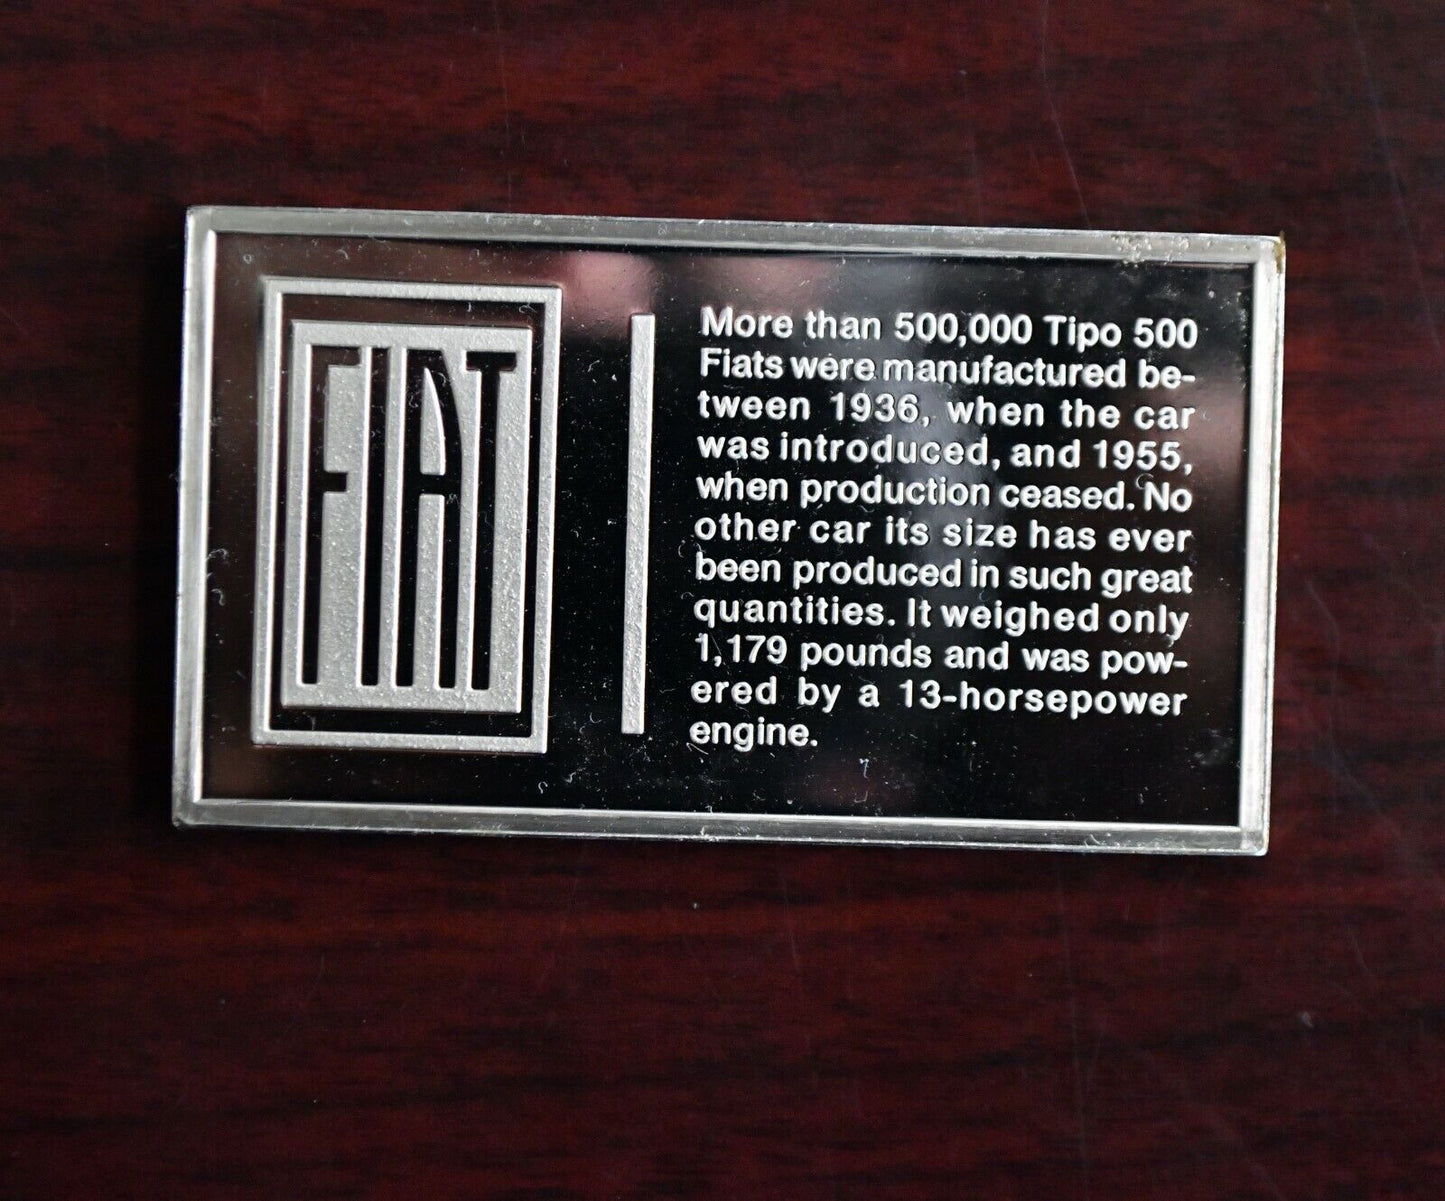 FIAT
More than 500,000 Tipo 500
Fiats were manufactured be-
tween 1936, when the car
was introduced, and 1955,
when production ceased. No
other car its size has ever
been produced in such great
quantities. It weighed only
1,179 pounds and was pow-
ered by a 13-horsepower
engine.